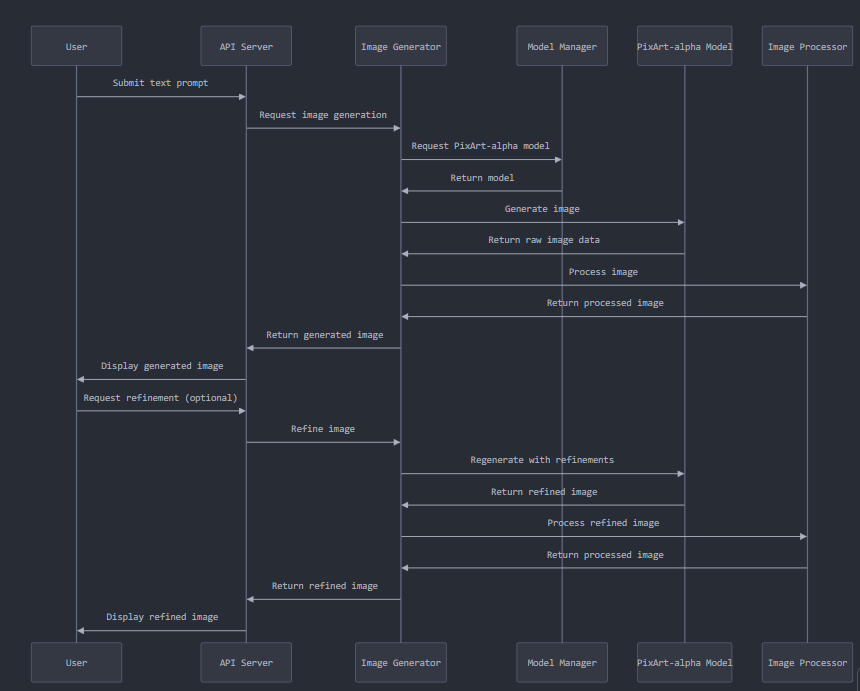 User
API Server
Image Generator
Model Manager
PixArt-alpha Model
Image Processor
Submit text prompt
Request image generation
Request PixArt-alpha model
Return model
Generate image
Return raw image data
Process image
Return processed image
Return generated image
Display generated image
Request refinement (optional)
Refine image
Regenerate with refinements
Return refined image
Process refined image
Return processed image
Return refined image
Display refined image
User
API Server
Image Generator
Model Manager
PixArt-alpha Model
Image Processor